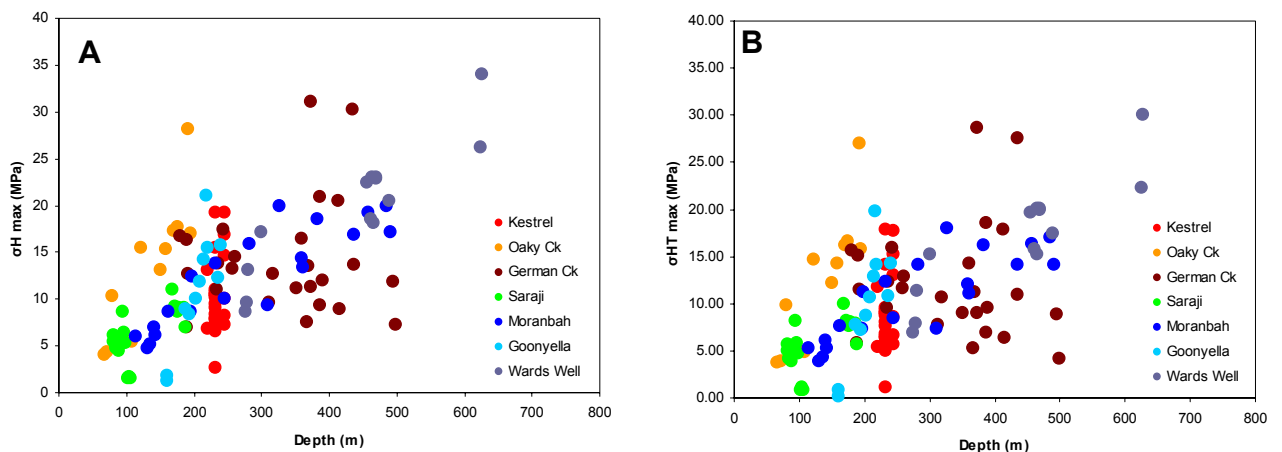 A
σH max (MPa)
40
35
30
25
20
15
10
5
0
0 100 200 300 400 500 600 700 800
Depth (m)
Kestrel
Oaky Ck
German Ck
Saraji
Moranbah
Goonyella
Wards Well
B
σHT max (MPa)
40.00
35.00
30.00
25.00
20.00
15.00
10.00
5.00
0.00
0 100 200 300 400 500 600 700 800
Depth (m)
Kestrel
Oaky Ck
German Ck
Saraji
Moranbah
Goonyella
Wards Well